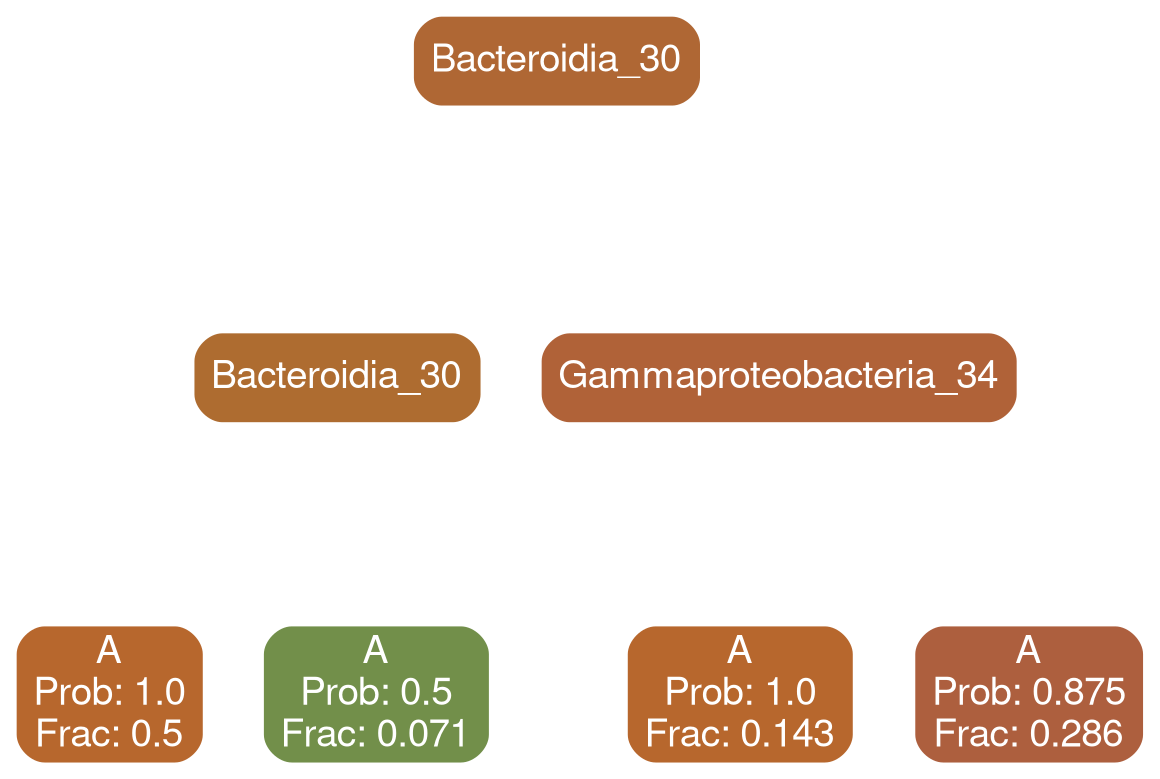 Bacteroidia_30
Bacteroidia_30
Gammaproteobacteria_34
A
Prob: 1.0
Frac: 0.5
A
Prob: 0.5
Frac: 0.071
A
Prob: 1.0
Frac: 0.143
A
Prob: 0.875
Frac: 0.286